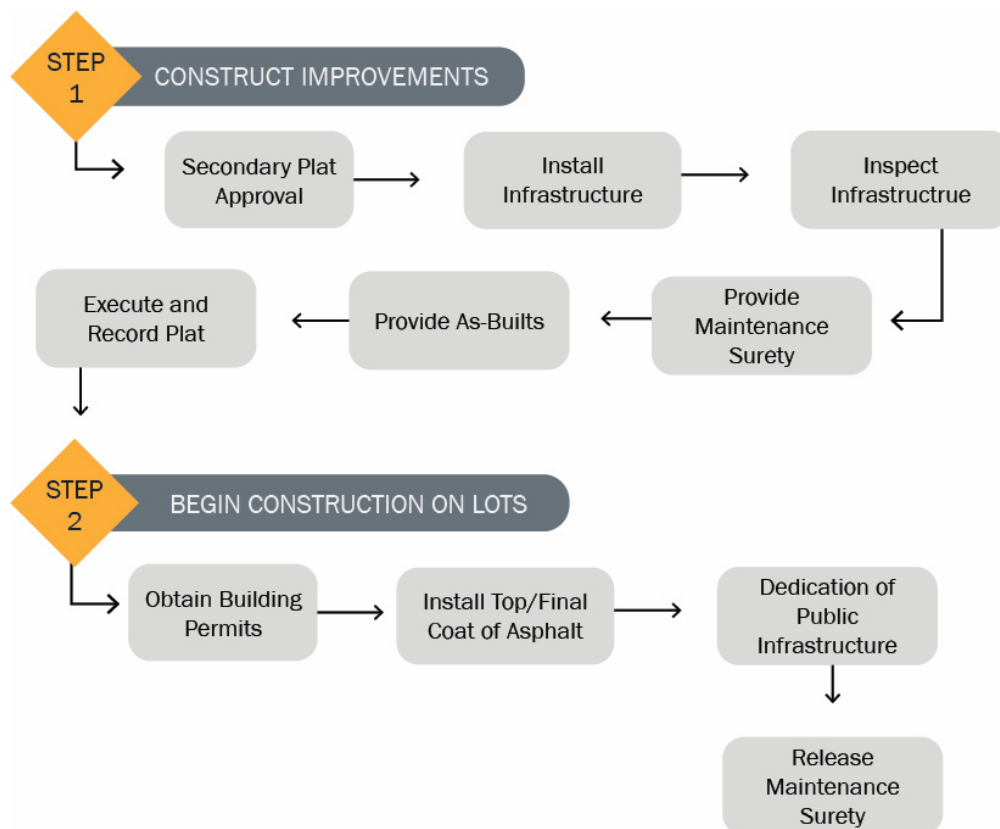 STEP
1
CONSTRUCT IMPROVEMENTS
Secondary Plat
Approval
Install
Infrastructure
Inspect
Infrastructrue
Provide
Maintenance
Surety
Provide As-Builts
Execute and
Record Plat
STEP
2
BEGIN CONSTRUCTION ON LOTS
Obtain Building
Permits
Install Top/Final
Coat of Asphalt
Dedication of
Public
Infrastructure
Release
Maintenance
Surety